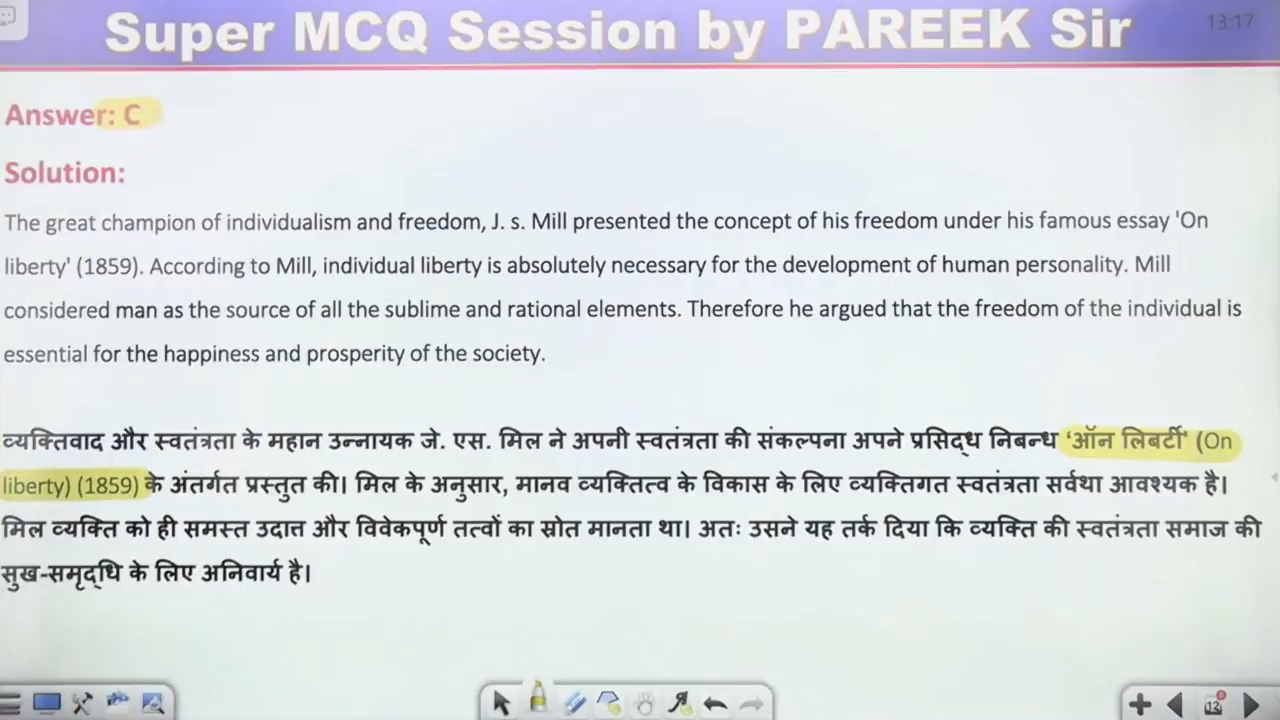 Super MCQ Session by PAREEK Sir
13:17
Answer: C
Solution:
The great champion of individualism and freedom, J. s. Mill presented the concept of his freedom under his famous essay 'On
liberty' (1859). According to Mill, individual liberty is absolutely necessary for the development of human personality. Mill
considered man as the source of all the sublime and rational elements. Therefore he argued that the freedom of the individual is
essential for the happiness and prosperity of the society.
व्यक्तिवाद और स्वतंत्रता के महान उन्नायक जे. एस. मिल ने अपनी स्वतंत्रता की संकल्पना अपने प्रसिद्ध निबन्ध ‘ऑन लिबर्टी' (On
liberty) (1859) के अंतर्गत प्रस्तुत की। मिल के अनुसार, मानव व्यक्तित्व के विकास के लिए व्यक्तिगत स्वतंत्रता सर्वथा आवश्यक है।
मिल व्यक्ति को ही समस्त उदात्त और विवेकपूर्ण तत्वों का स्रोत मानता था। अतः उसने यह तर्क दिया कि व्यक्ति की स्वतंत्रता समाज की
सुख-समृद्धि के लिए अनिवार्य है।
12